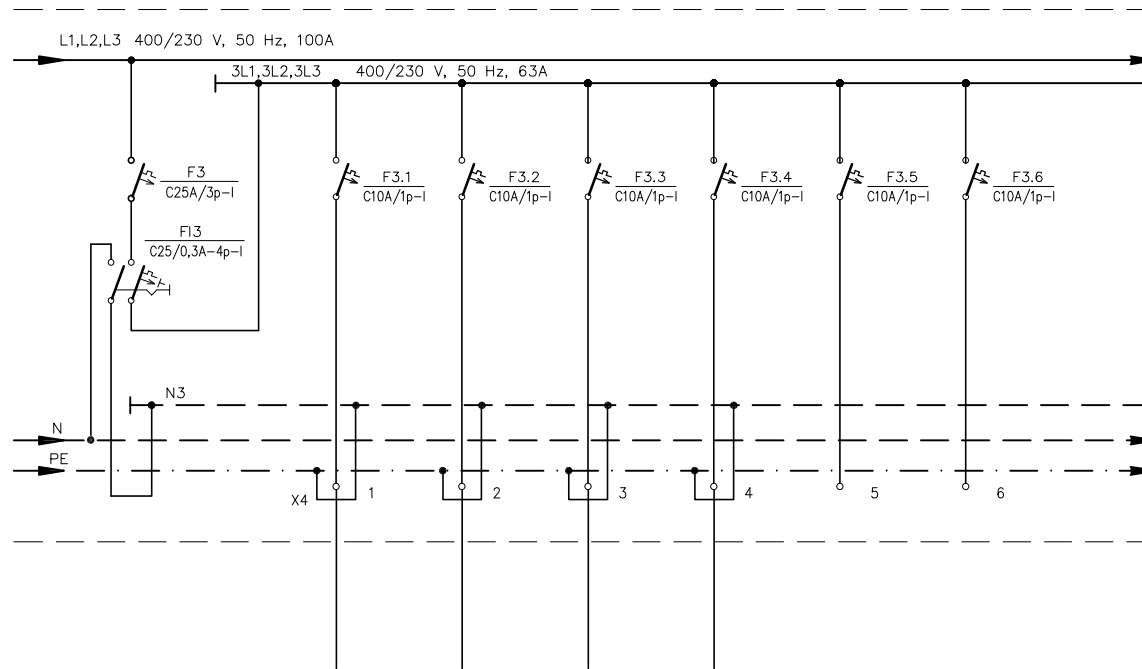 L1,L2,L3 400/230 V, 50 Hz, 100A
3L1,3L2,3L3 400/230 V, 50 Hz, 63A
F3
C25A/3p-I
F3.1
C10A/1p-I
F3.2
C10A/1p-I
F3.3
C10A/1p-I
F3.4
C10A/1p-I
F3.5
C10A/1p-I
F3.6
C10A/1p-I
FI3
C25/0,3A-4p-I
N3
N
PE
X4
1
2
3
4
5
6